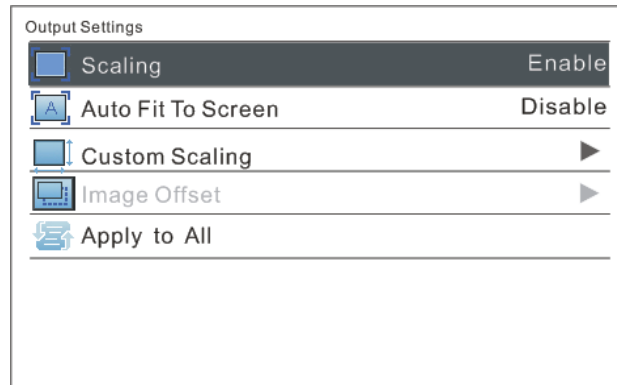 Output Settings
Scaling Enable
A Auto Fit To Screen Disable
Custom Scaling
Image Offset
Apply to All